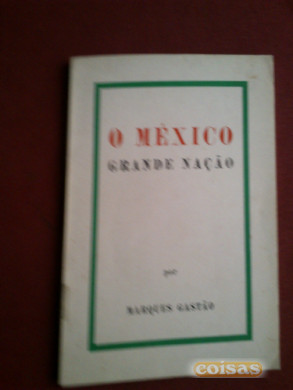 O MÉXICO
GRANDE NAÇÃO
por
MARQUES GASTÃO
coisas